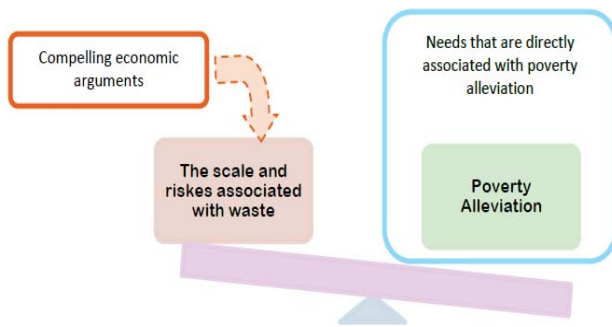 Compelling economic
arguments
Needs that are directly
associated with poverty
alleviation
The scale and
riskes associated
with waste
Poverty
Alleviation